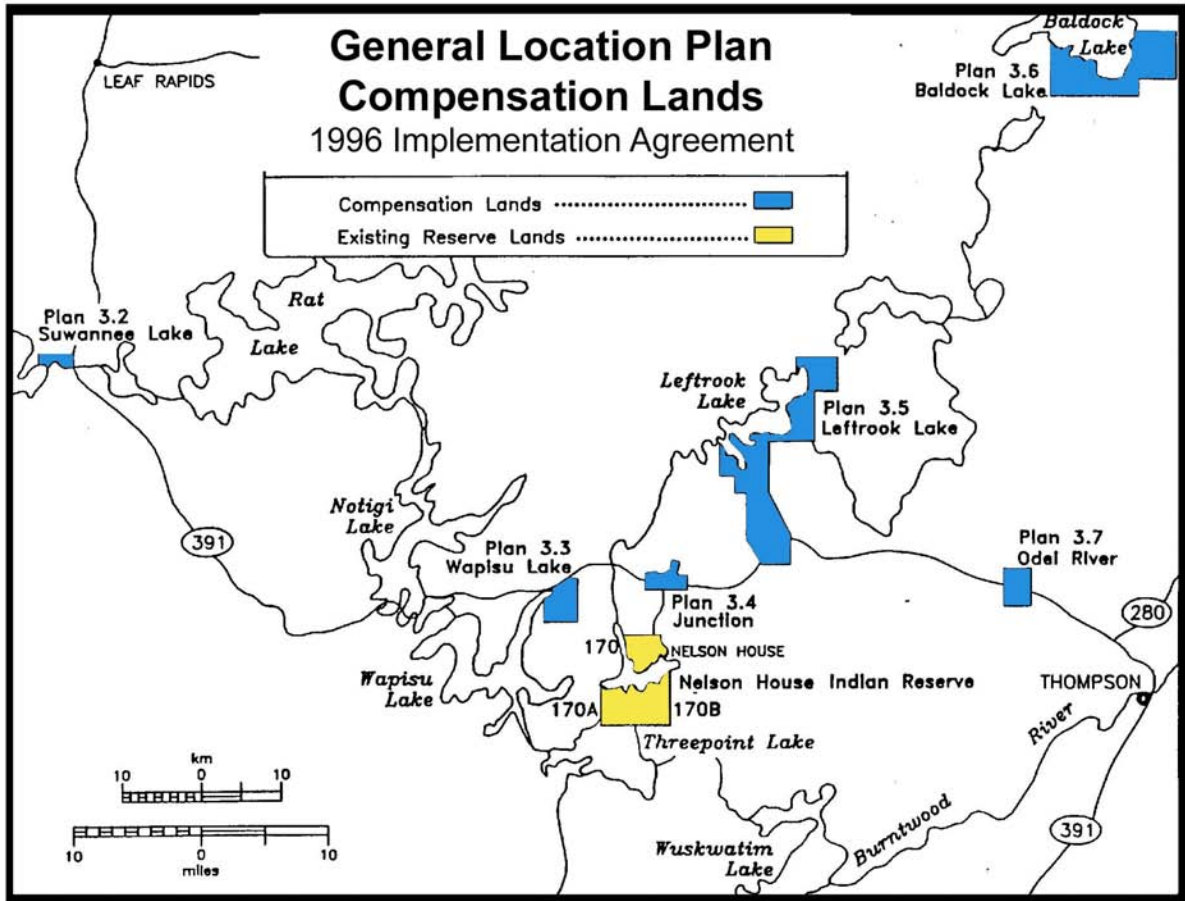 General Location Plan
Compensation Lands
1996 Implementation Agreement
Compensation Lands ....................
Existing Reserve Lands ....................
LEAF RAPIDS
Baldock
Lake
Plan 3.6
Baldock Lake
Plan 3.2
Suwannee Lake
Rat
Lake
Leftrook
Lake
Plan 3.5
Leftrook Lake
Notigi
Lake
391
Plan 3.3
Wapisu Lake
Plan 3.4
Junction
Plan 3.7
Odei River
280
170
NELSON HOUSE
Nelson House Indian Reserve
170A
170B
Wapisu
Lake
THOMPSON
Threepoint Lake
River
Burntwood
Wuskwatim
Lake
391
km
10 0 10
10 0 10
miles